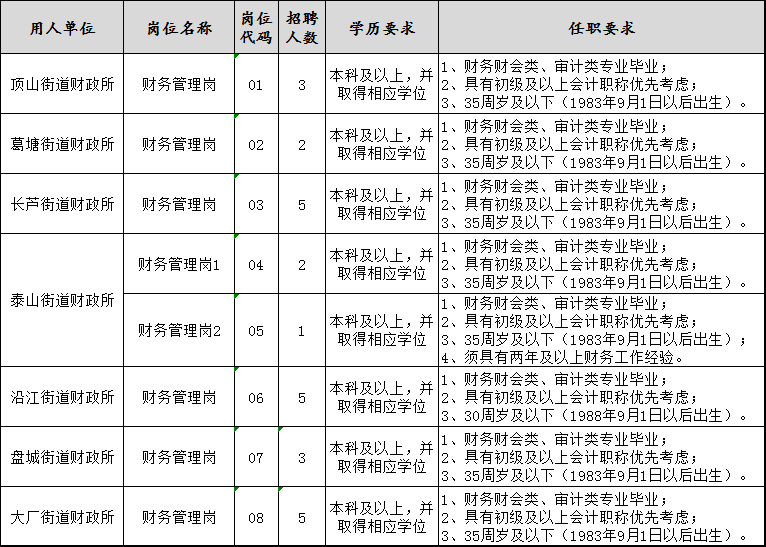 用人单位
岗位名称
岗位
代码
招聘
人数
学历要求
任职要求
顶山街道财政所
财务管理岗
01
3
本科及以上，并
取得相应学位
1、财务财会类、审计类专业毕业；
2、具有初级及以上会计职称优先考虑；
3、35周岁及以下（1983年9月1日以后出生）。
葛塘街道财政所
财务管理岗
02
2
本科及以上，并
取得相应学位
1、财务财会类、审计类专业毕业；
2、具有初级及以上会计职称优先考虑；
3、35周岁及以下（1983年9月1日以后出生）。
长芦街道财政所
财务管理岗
03
5
本科及以上，并
取得相应学位
1、财务财会类、审计类专业毕业；
2、具有初级及以上会计职称优先考虑；
3、35周岁及以下（1983年9月1日以后出生）。
泰山街道财政所
财务管理岗1
04
2
本科及以上，并
取得相应学位
1、财务财会类、审计类专业毕业；
2、具有初级及以上会计职称优先考虑；
3、35周岁及以下（1983年9月1日以后出生）。
财务管理岗2
05
1
本科及以上，并
取得相应学位
1、财务财会类、审计类专业毕业；
2、具有初级及以上会计职称优先考虑；
3、35周岁及以下（1983年9月1日以后出生）；
4、须具有两年及以上财务工作经验。
沿江街道财政所
财务管理岗
06
5
本科及以上，并
取得相应学位
1、财务财会类、审计类专业毕业；
2、具有初级及以上会计职称优先考虑；
3、30周岁及以下（1988年9月1日以后出生）。
盘城街道财政所
财务管理岗
07
3
本科及以上，并
取得相应学位
1、财务财会类、审计类专业毕业；
2、具有初级及以上会计职称优先考虑；
3、35周岁及以下（1983年9月1日以后出生）。
大厂街道财政所
财务管理岗
08
5
本科及以上，并
取得相应学位
1、财务财会类、审计类专业毕业；
2、具有初级及以上会计职称优先考虑；
3、35周岁及以下（1983年9月1日以后出生）。